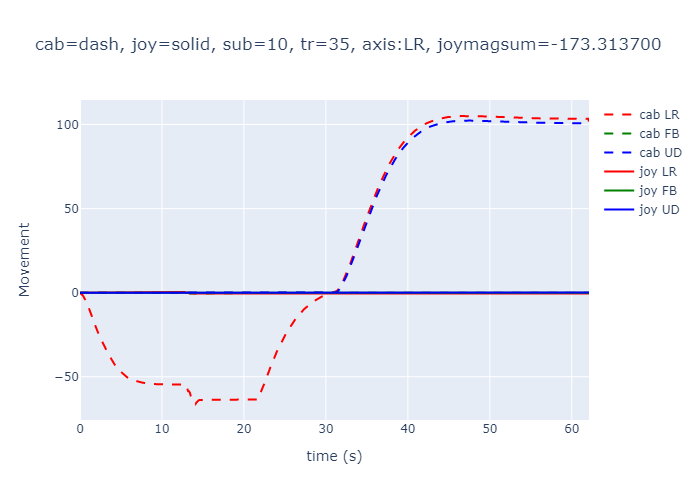 cab=dash, joy=solid, sub=10, tr=35, axis:LR, joymagsum=-173.313700
100
50
0
−50
Movement
0
10
20
30
40
50
60
time (s)
cab LR
cab FB
cab UD
joy LR
joy FB
joy UD